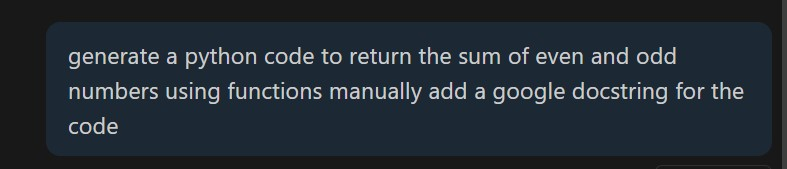 generate a python code to return the sum of even and odd
numbers using functions manually add a google docstring for the
code